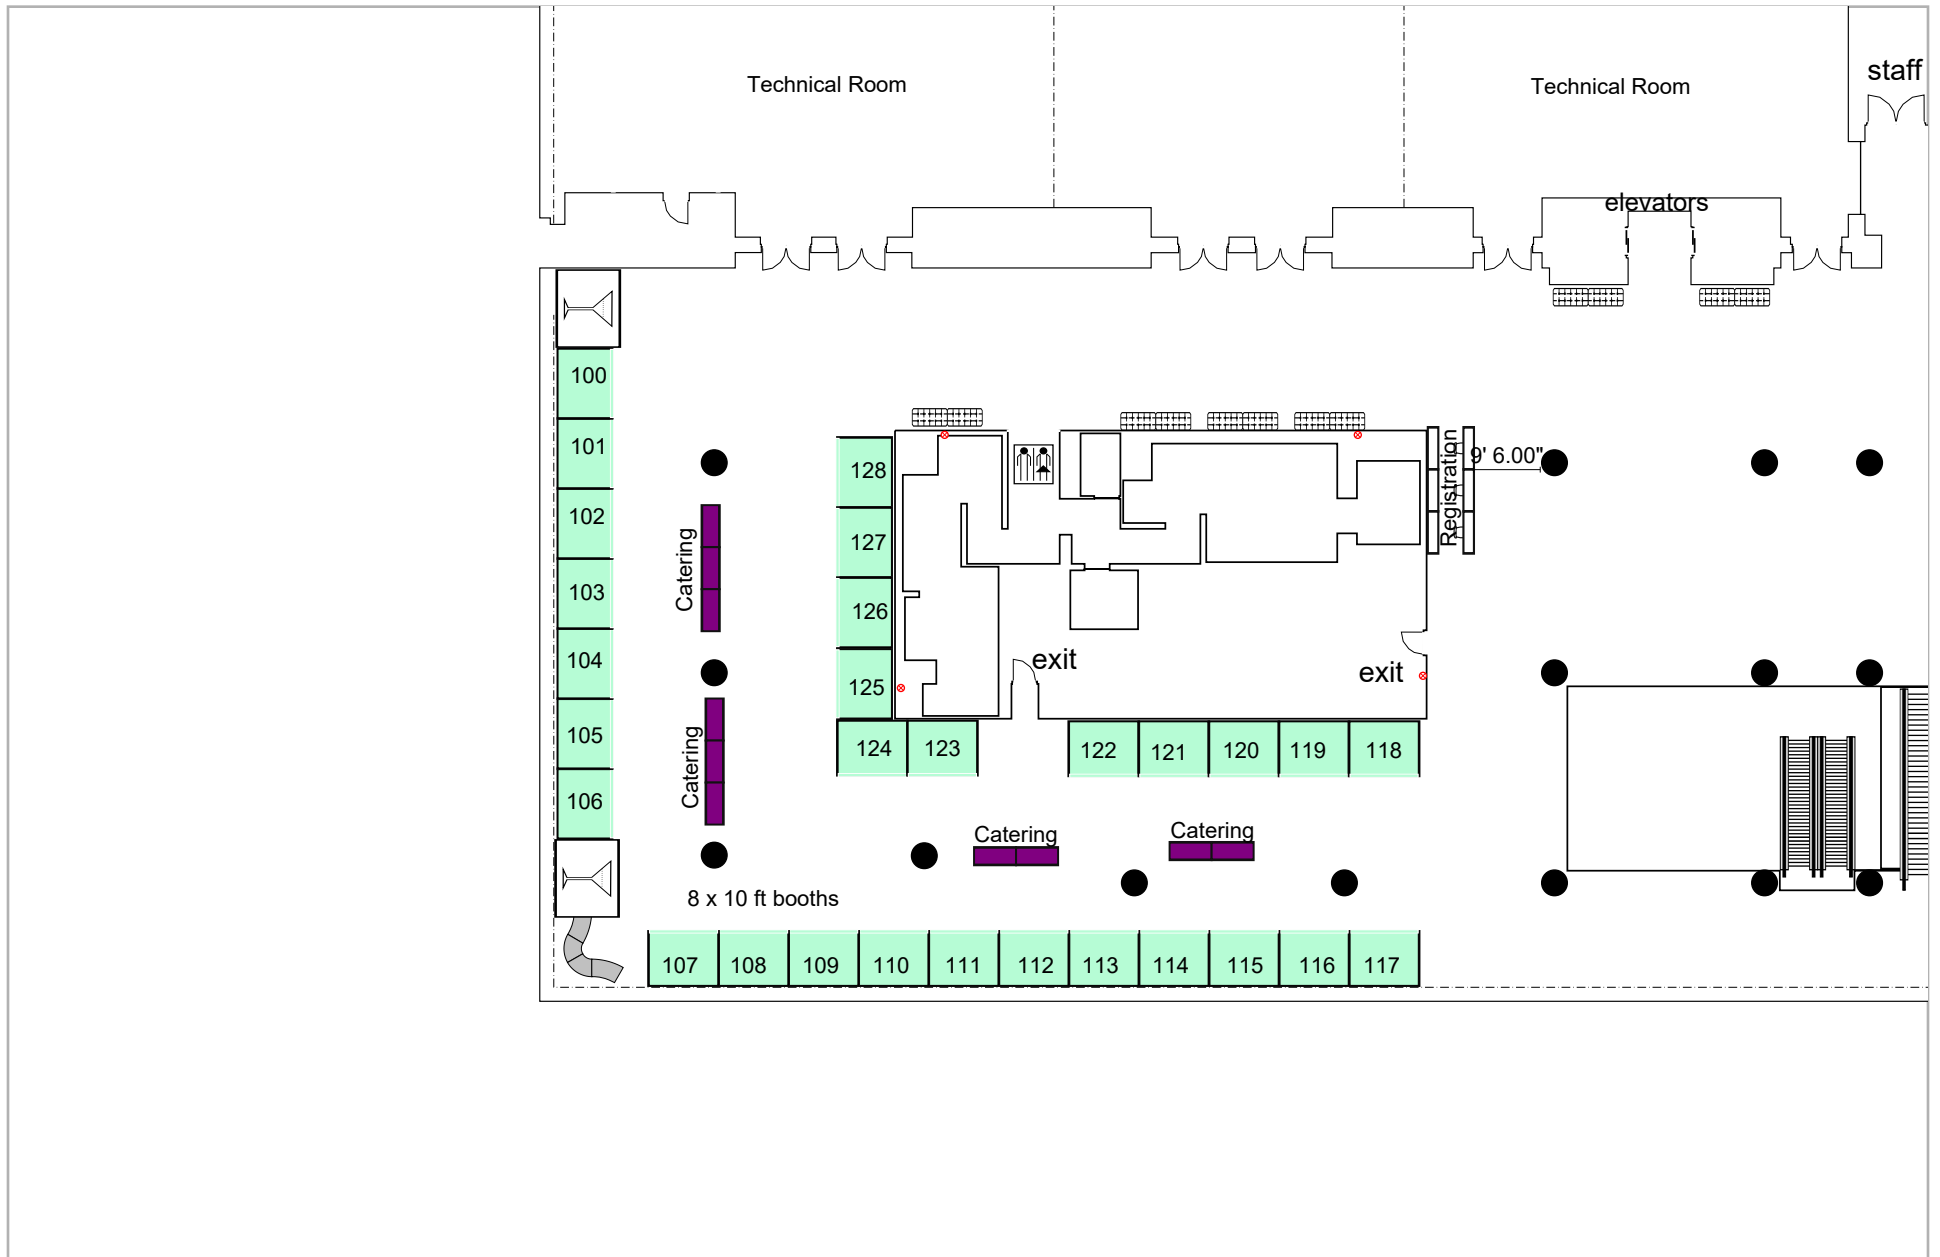 Technical Room
Technical Room
staff
elevators
100
101
102
103
104
105
106
Catering
Catering
128
127
126
125
124
123
exit
exit
Registration
9' 6.00"
122
121
120
119
118
Catering
Catering
8 x 10 ft booths
107
108
109
110
111
112
113
114
115
116
117